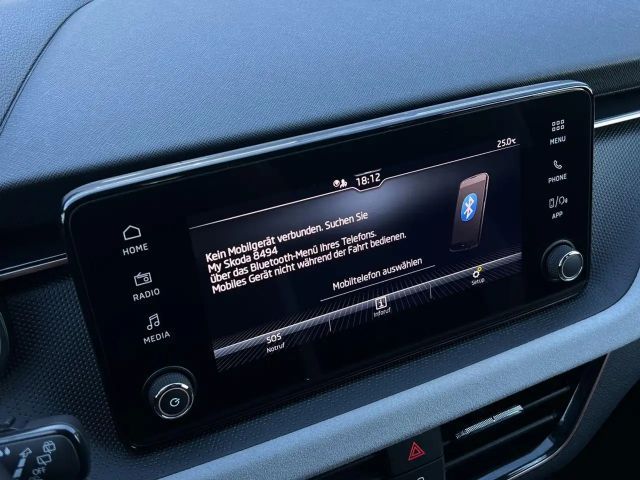 25.0°C
18:12
MENU
HOME
PHONE
RADIO
APP
MEDIA
Kein Mobilgerät verbunden. Suchen Sie
My Skoda 8494
über das Bluetooth-Menü Ihres Telefons.
Mobiles Gerät nicht während der Fahrt bedienen.
Mobiltelefon auswählen
SOS
Notruf
Inforuf
Setup